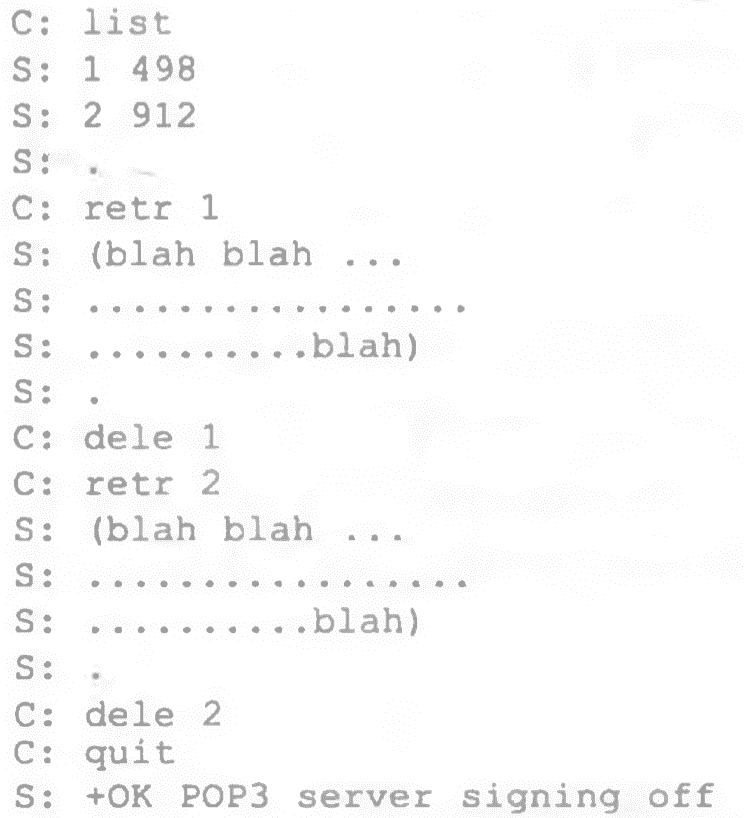 C: list
S: 1 498
S: 2 912
S: .
C: retr 1
S: (blah blah ...
S: .................
S: ..........blah)
S: .
C: dele 1
C: retr 2
S: (blah blah ...
S: .................
S: ..........blah)
S: .
C: dele 2
C: quit
S: +OK POP3 server signing off